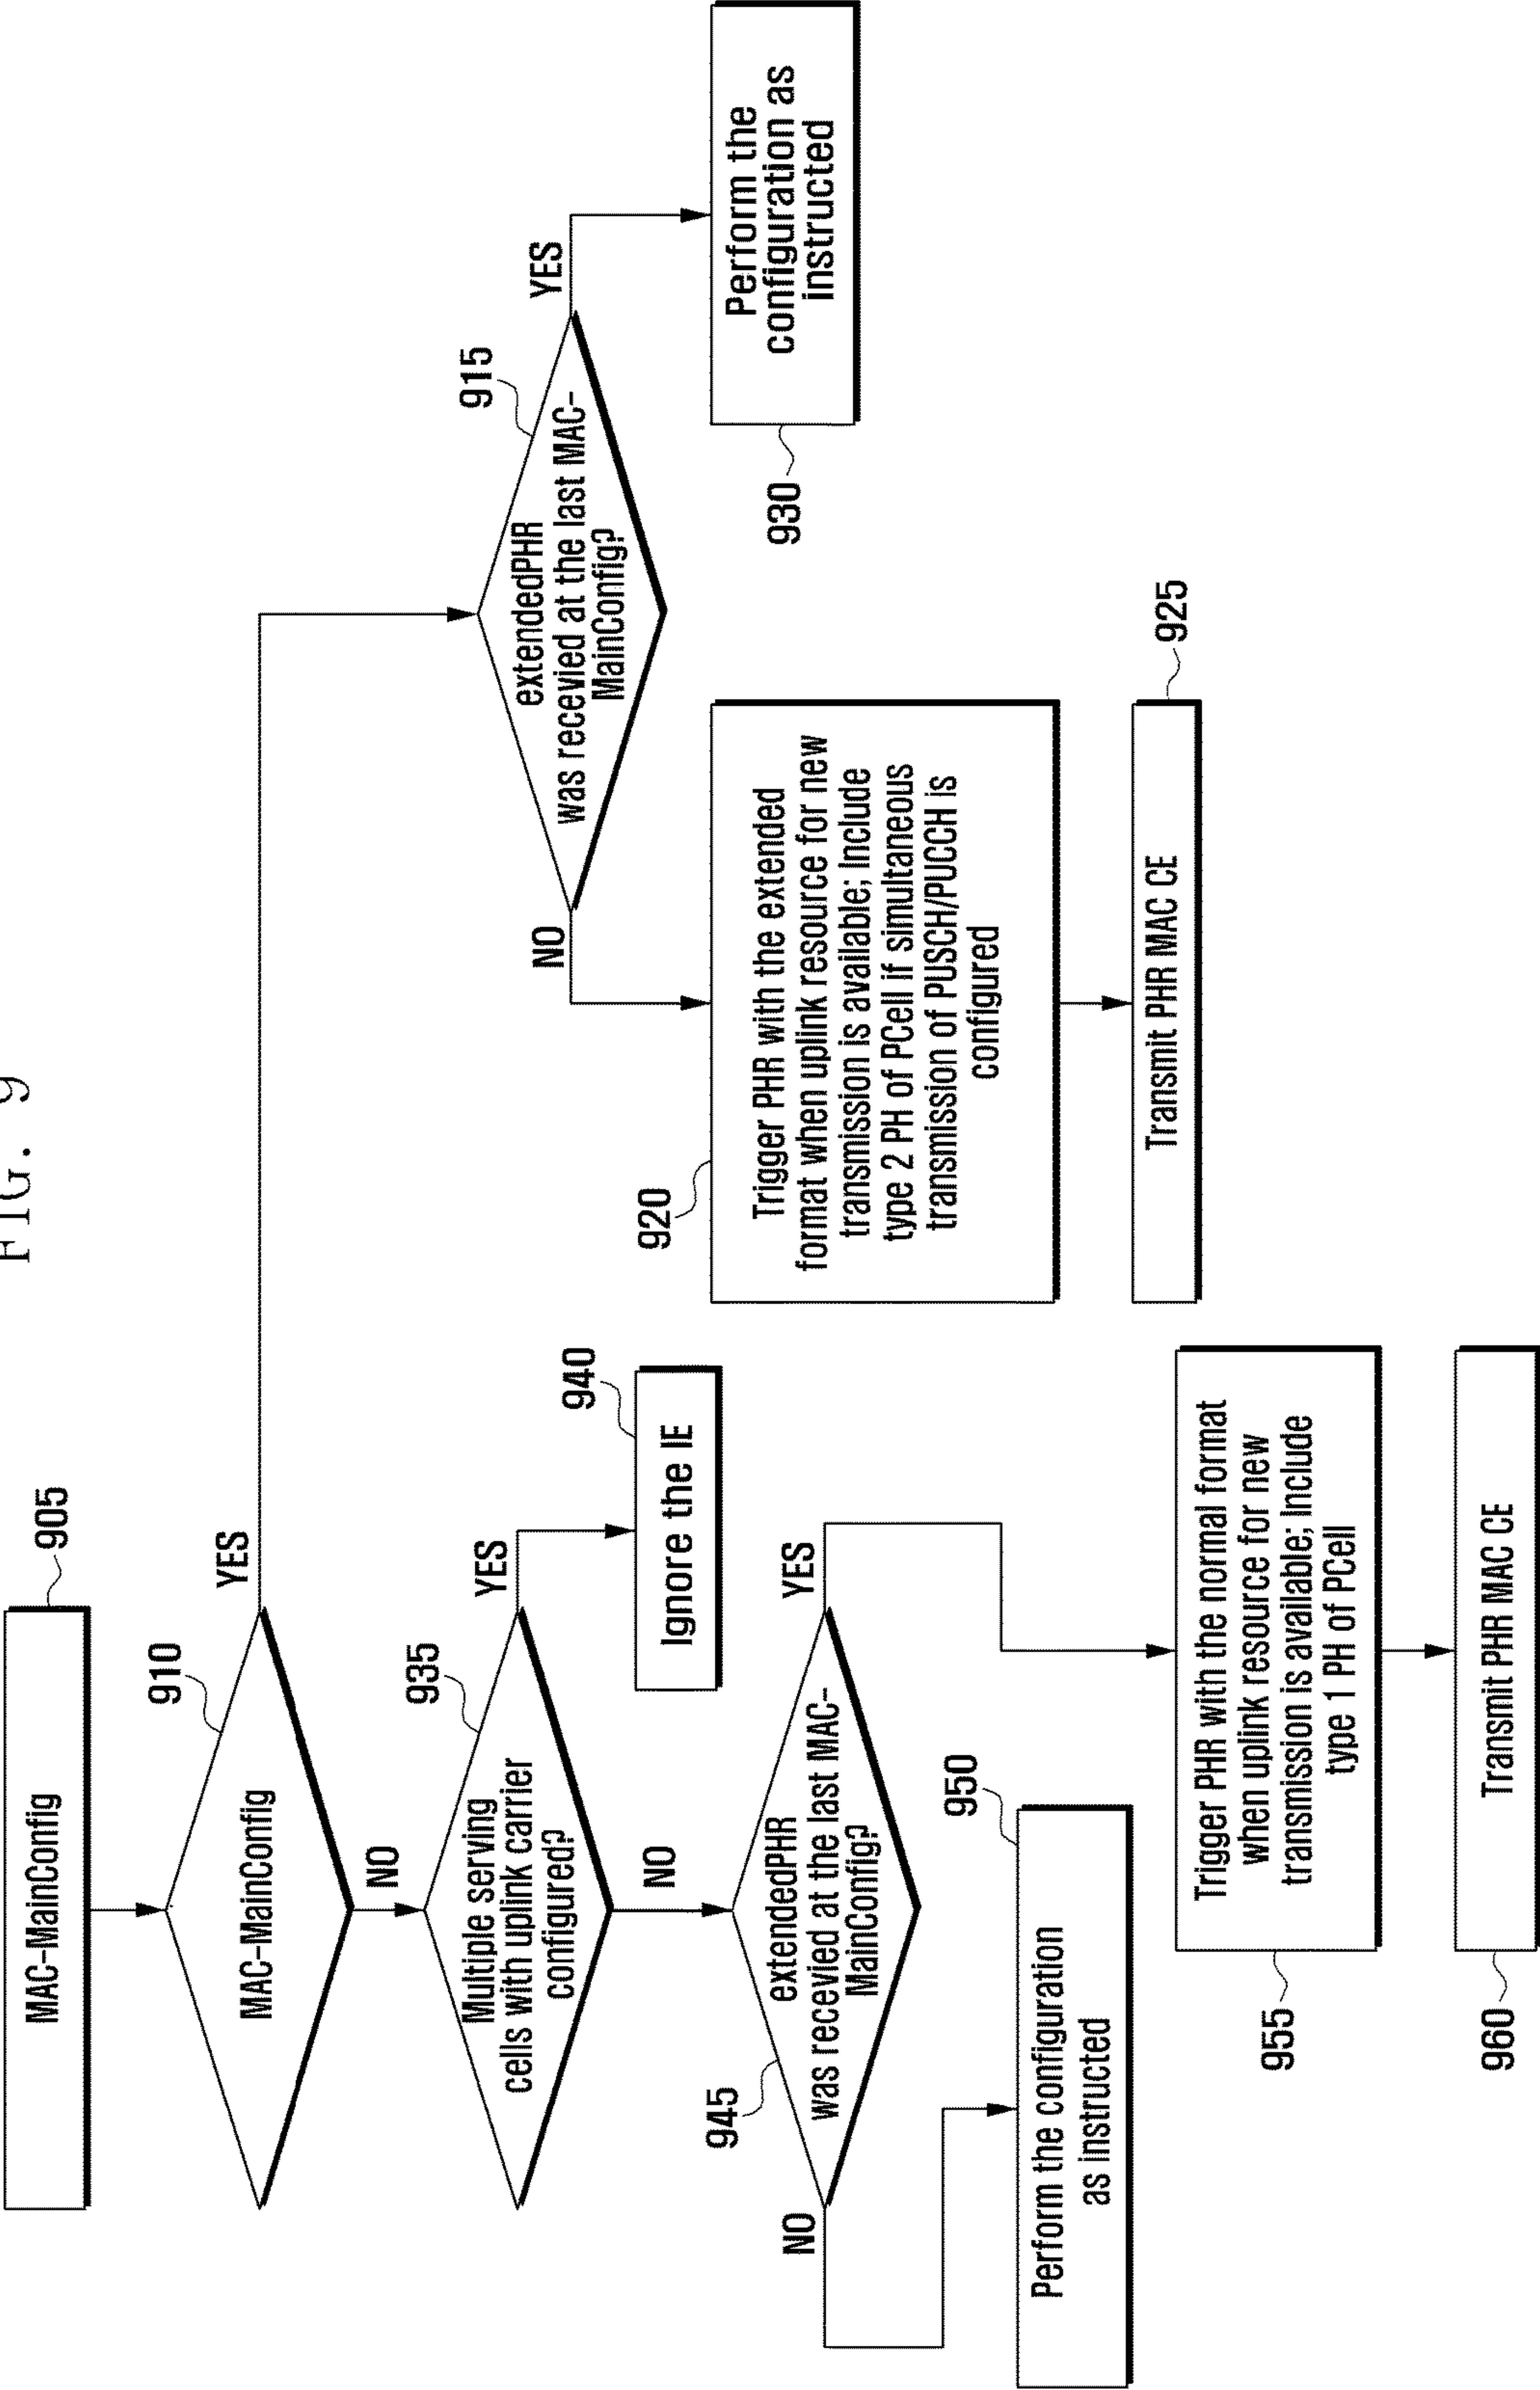 FIG. 9
MAC-MainConfig
905
910
MAC-MainConfig
YES
NO
935
Multiple serving
cells with uplink carrier
configured?
YES
940
Ignore the IE
NO
945
extendedPHR
was recevied at the last MAC-
MainConfig?
NO
YES
950
Perform the configuration
as instructed
955
Trigger PHR with the normal format
when uplink resource for new
transmission is available; Include
type 1 PH of PCell
960
Transmit PHR MAC CE
915
extendedPHR
was recevied at the last MAC-
MainConfig?
NO
YES
920
Trigger PHR with the extended
format when uplink resource for new
transmission is available; Include
type 2 PH of PCell if simultaneous
transmission of PUSCH/PUCCH is
configured
925
Transmit PHR MAC CE
930
Perform the
configuration as
instructed